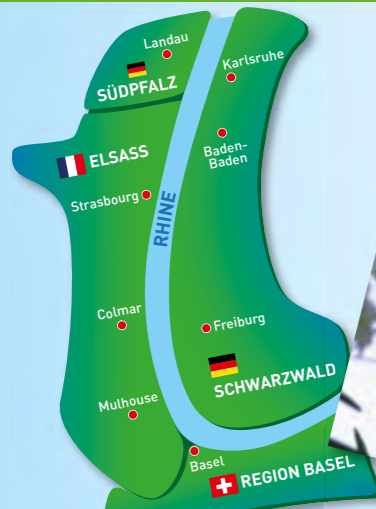 Landau
SÜDPFALZ
Karlsruhe
Baden-
Baden
ELSASS
Strasbourg
RHINE
Colmar
Freiburg
SCHWARZWALD
Mulhouse
Basel
REGION BASEL